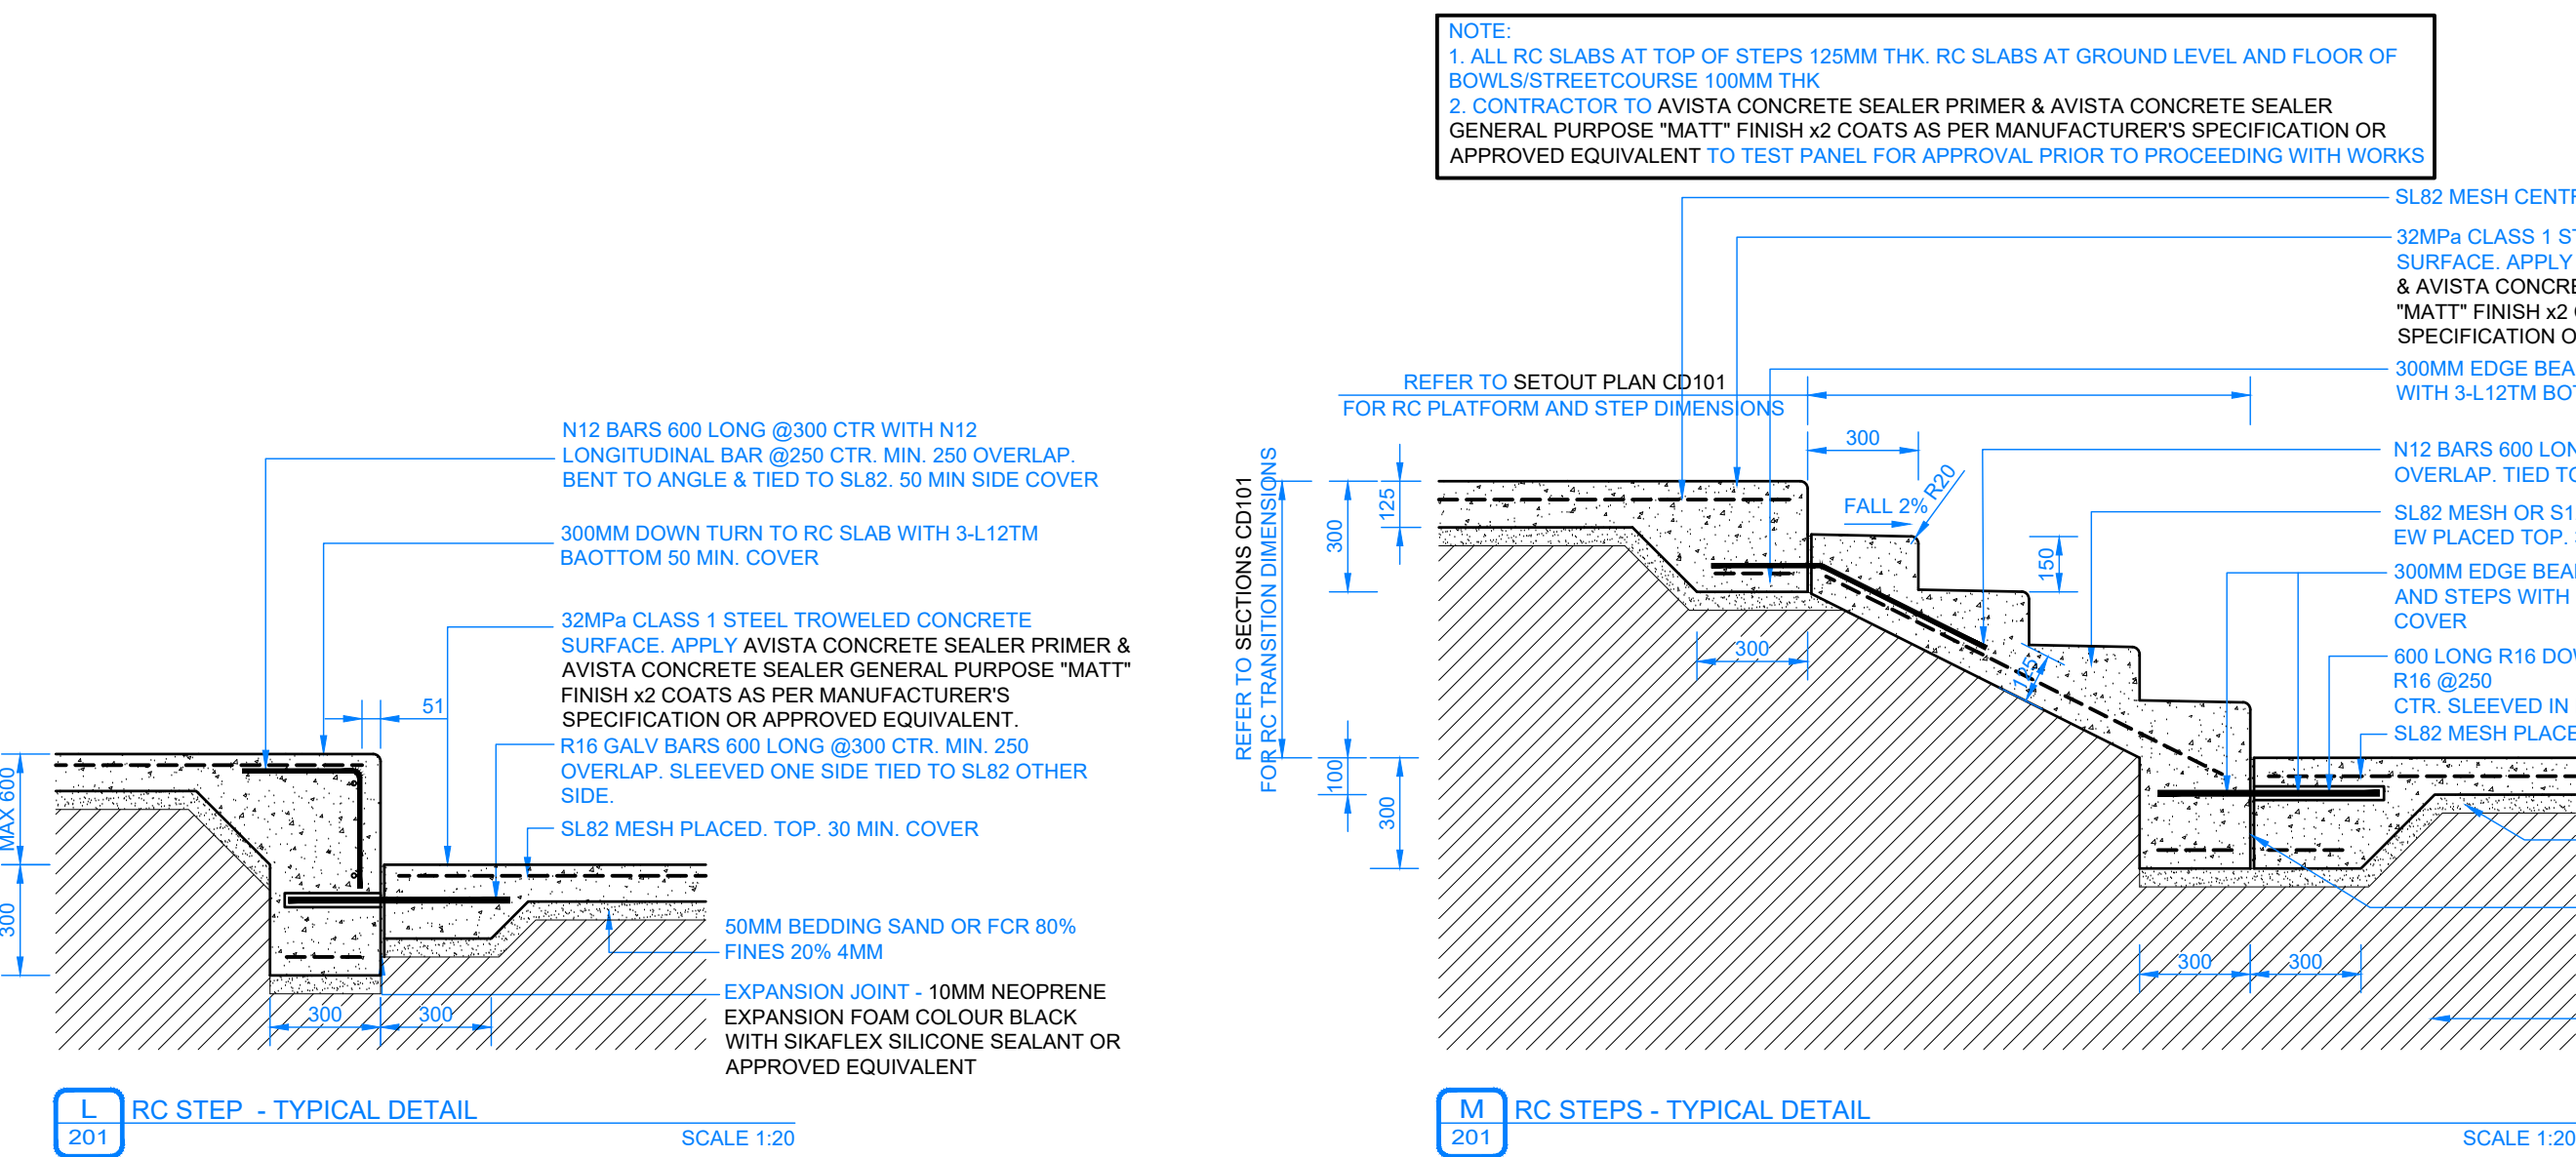 NOTE:
1. ALL RC SLABS AT TOP OF STEPS 125MM THK. RC SLABS AT GROUND LEVEL AND FLOOR OF
BOWLS/STREETCOURSE 100MM THK
2. CONTRACTOR TO AVISTA CONCRETE SEALER PRIMER & AVISTA CONCRETE SEALER
GENERAL PURPOSE "MATT" FINISH x2 COATS AS PER MANUFACTURER'S SPECIFICATION OR
APPROVED EQUIVALENT TO TEST PANEL FOR APPROVAL PRIOR TO PROCEEDING WITH WORKS
N12 BARS 600 LONG @300 CTR WITH N12
LONGITUDINAL BAR @250 CTR. MIN. 250 OVERLAP.
BENT TO ANGLE & TIED TO SL82. 50 MIN SIDE COVER
300MM DOWN TURN TO RC SLAB WITH 3-L12TM
BAOTTOM 50 MIN. COVER
32MPa CLASS 1 STEEL TROWELED CONCRETE
SURFACE. APPLY AVISTA CONCRETE SEALER PRIMER &
AVISTA CONCRETE SEALER GENERAL PURPOSE "MATT"
FINISH x2 COATS AS PER MANUFACTURER'S
SPECIFICATION OR APPROVED EQUIVALENT.
R16 GALV BARS 600 LONG @300 CTR. MIN. 250
OVERLAP. SLEEVED ONE SIDE TIED TO SL82 OTHER
SIDE.
SL82 MESH PLACED. TOP. 30 MIN. COVER
50MM BEDDING SAND OR FCR 80%
FINES 20% 4MM
EXPANSION JOINT - 10MM NEOPRENE
EXPANSION FOAM COLOUR BLACK
WITH SIKAFLEX SILICONE SEALANT OR
APPROVED EQUIVALENT
51
MAX 600
300
300
300
L
201
RC STEP - TYPICAL DETAIL
SCALE 1:20
REFER TO SETOUT PLAN CD101
FOR RC PLATFORM AND STEP DIMENSIONS
REFER TO SECTIONS CD101
FOR RC TRANSITION DIMENSIONS
300
125
300
FALL 2%
R20
150
300
125
100
300
300
300
SL82 MESH CENT
32MPa CLASS 1 S
SURFACE. APPLY
& AVISTA CONCRE
"MATT" FINISH x2
SPECIFICATION O
300MM EDGE BEA
WITH 3-L12TM BO
N12 BARS 600 LON
OVERLAP. TIED TO
SL82 MESH OR S1
EW PLACED TOP.
300MM EDGE BEA
AND STEPS WITH
COVER
600 LONG R16 DO
R16 @250
CTR. SLEEVED IN
SL82 MESH PLACE
M
201
RC STEPS - TYPICAL DETAIL
SCALE 1:20